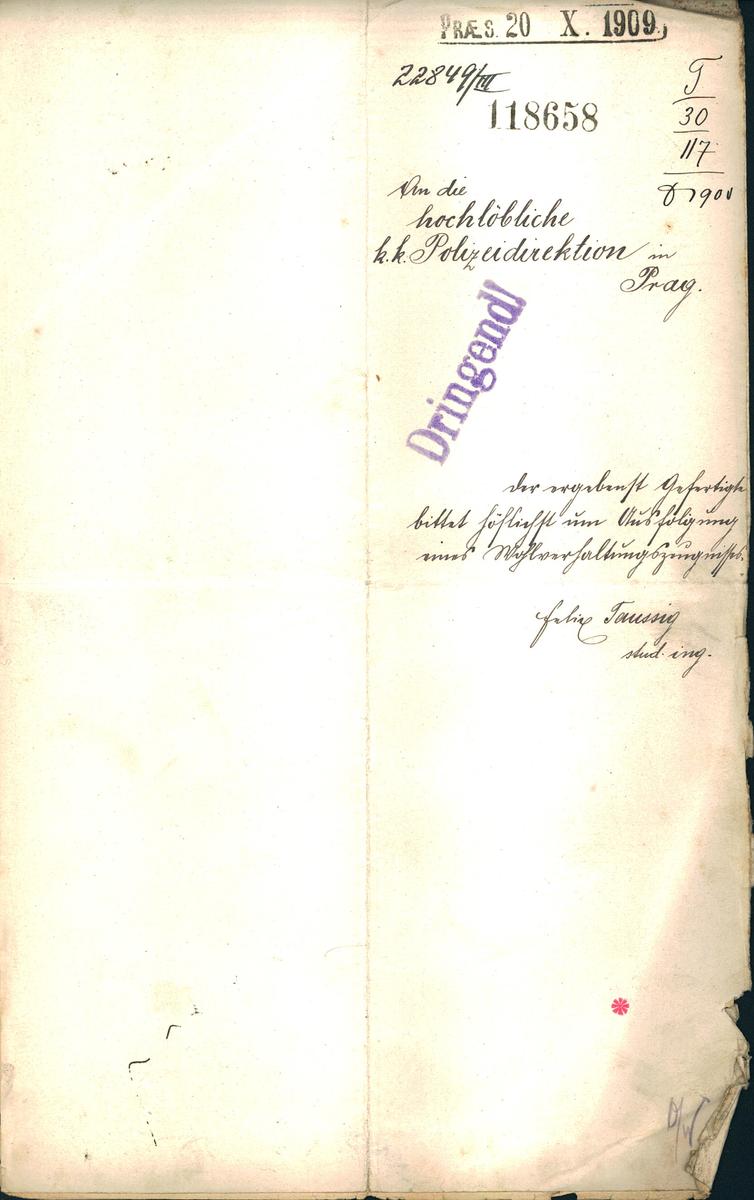 PRÆS. 20 X. 1909
22849/III
118658
T
30
117
An die
hochlöbliche
k.k. Polizeidirektion in
Prag.
Dringend!
Der ergebenst Gefertigte
bittet höflichst um Ausfolgung
eines Wohlverhaltungszeugnisses.
Felix Taussig
stud. ing.